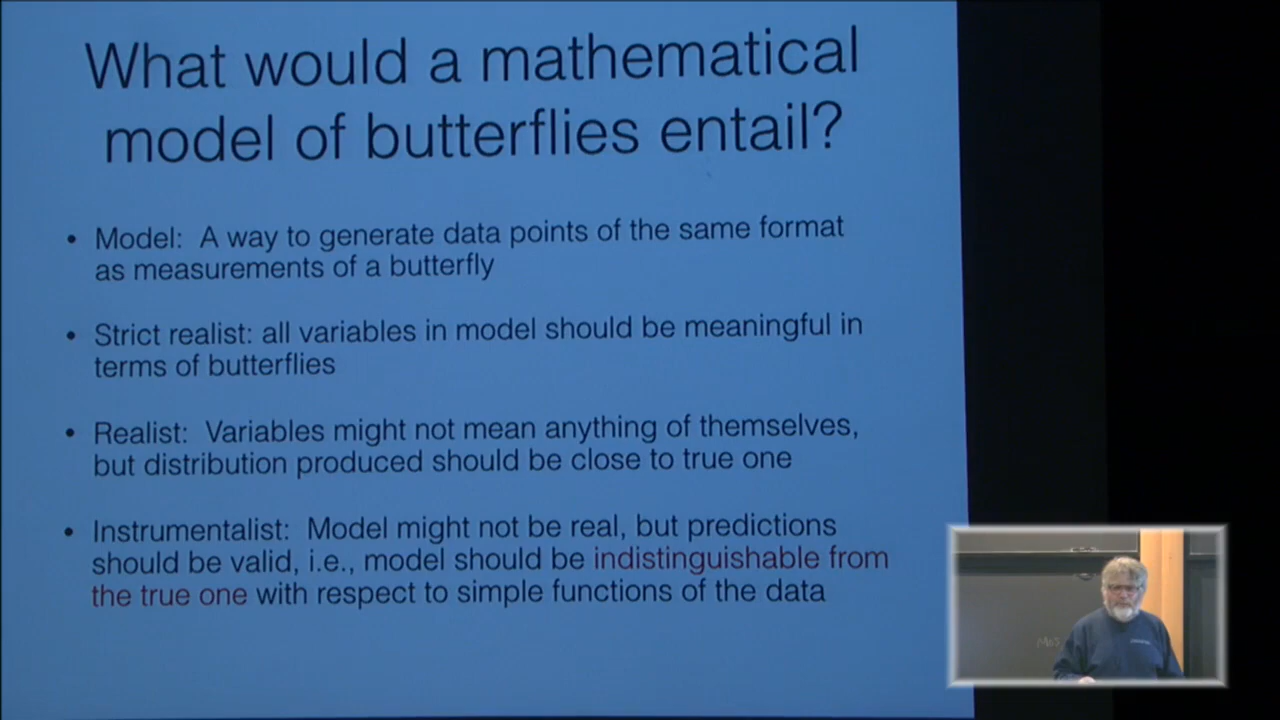 What would a mathematical
model of butterflies entail?
• Model: A way to generate data points of the same format
as measurements of a butterfly
• Strict realist: all variables in model should be meaningful in
terms of butterflies
• Realist: Variables might not mean anything of themselves,
but distribution produced should be close to true one
• Instrumentalist: Model might not be real, but predictions
should be valid, i.e., model should be indistinguishable from
the true one with respect to simple functions of the data